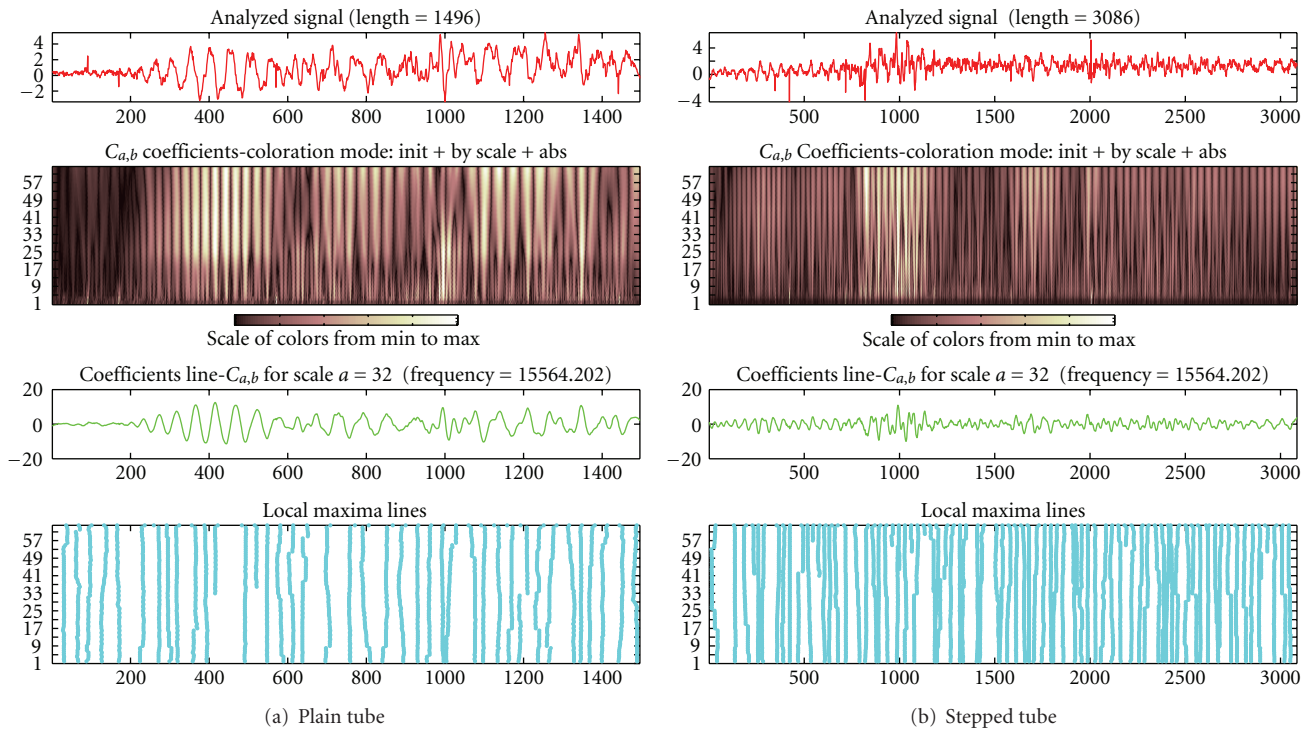 Analyzed signal (length = 1496)
4
2
0
−2
200 400 600 800 1000 1200 1400
C_{a,b} coefficients-coloration mode: init + by scale + abs
57
49
41
33
25
17
9
1
Scale of colors from min to max
Coefficients line-C_{a,b} for scale a = 32 (frequency = 15564.202)
20
0
−20
200 400 600 800 1000 1200 1400
Local maxima lines
57
49
41
33
25
17
9
1
200 400 600 800 1000 1200 1400
(a) Plain tube
Analyzed signal (length = 3086)
4
0
−4
500 1000 1500 2000 2500 3000
C_{a,b} Coefficients-coloration mode: init + by scale + abs
57
49
41
33
25
17
9
1
Scale of colors from min to max
Coefficients line-C_{a,b} for scale a = 32 (frequency = 15564.202)
20
0
−20
500 1000 1500 2000 2500 3000
Local maxima lines
57
49
41
33
25
17
9
1
500 1000 1500 2000 2500 3000
(b) Stepped tube